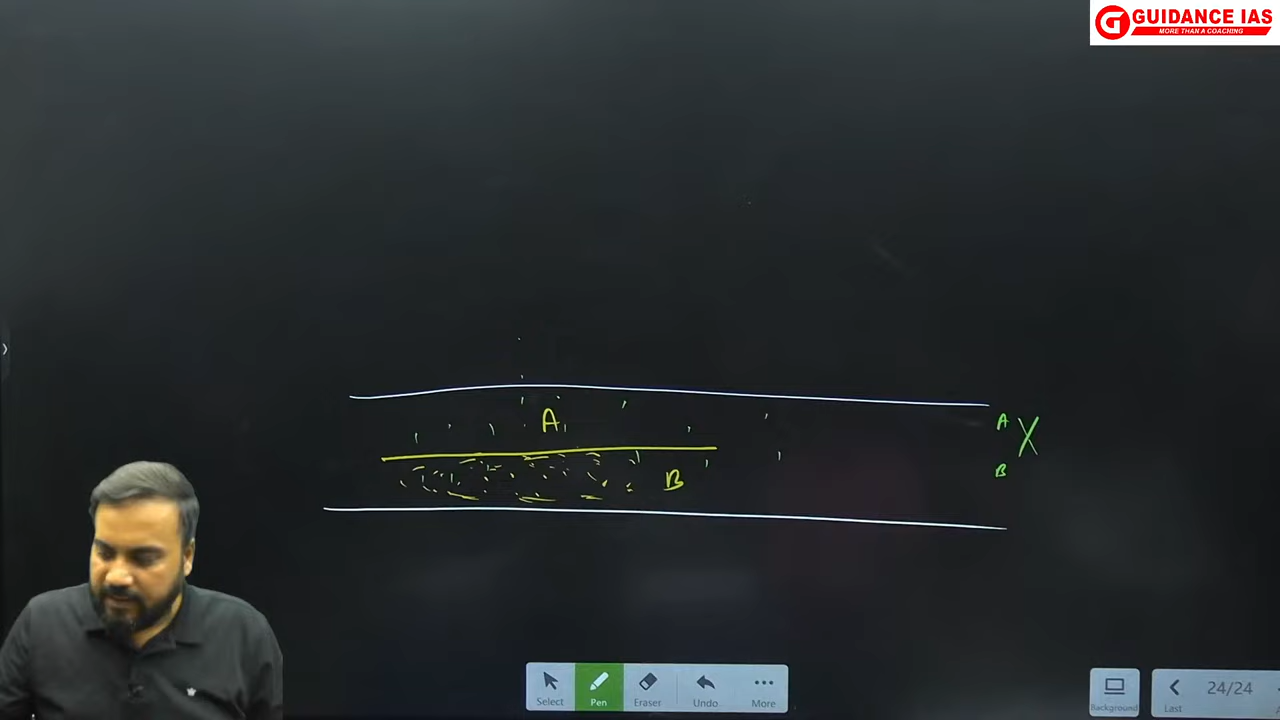 GUIDANCE IAS
MORE THAN A COACHING
A
A
B
B
Select
Pen
Eraser
Undo
More
Background
Last
24/24